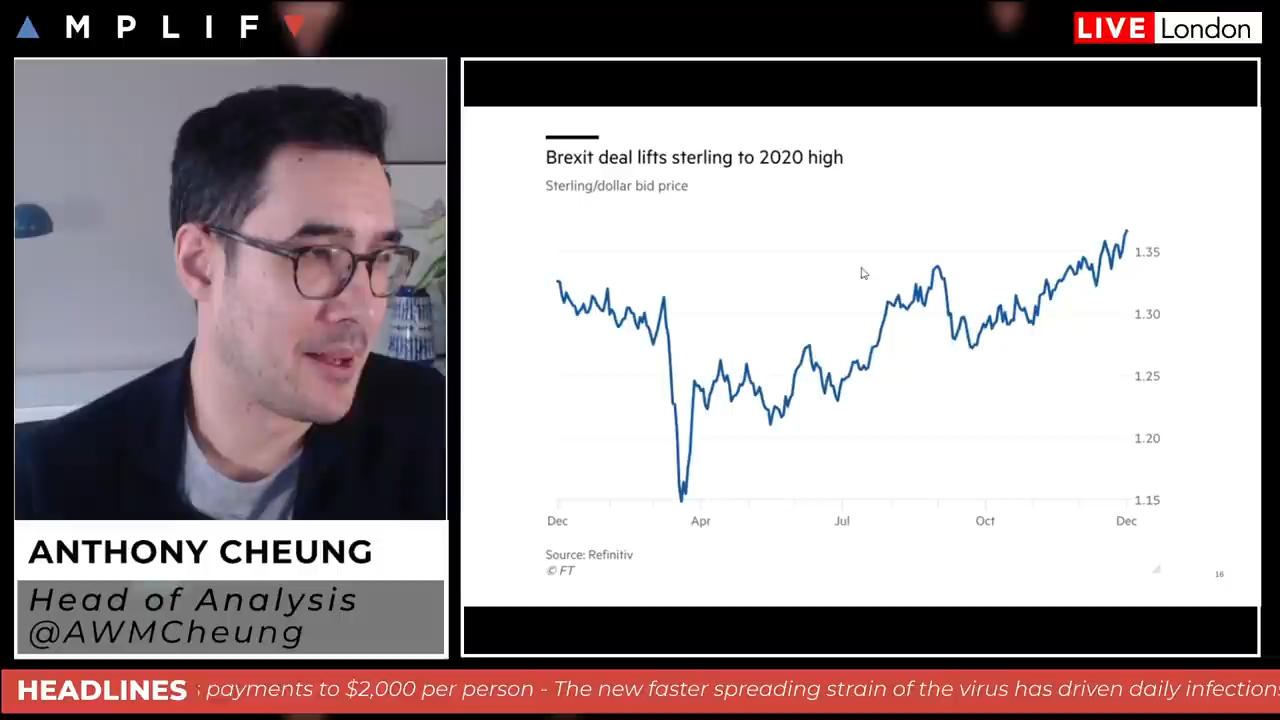 MPLIF
LIVE London
Brexit deal lifts sterling to 2020 high
Sterling/dollar bid price
1.35
1.30
1.25
1.20
1.15
Dec Apr Jul Oct Dec
Source: Refinitiv
© FT
16
ANTHONY CHEUNG
Head of Analysis
@AWMCheung
HEADLINES payments to $2,000 per person - The new faster spreading strain of the virus has driven daily infections